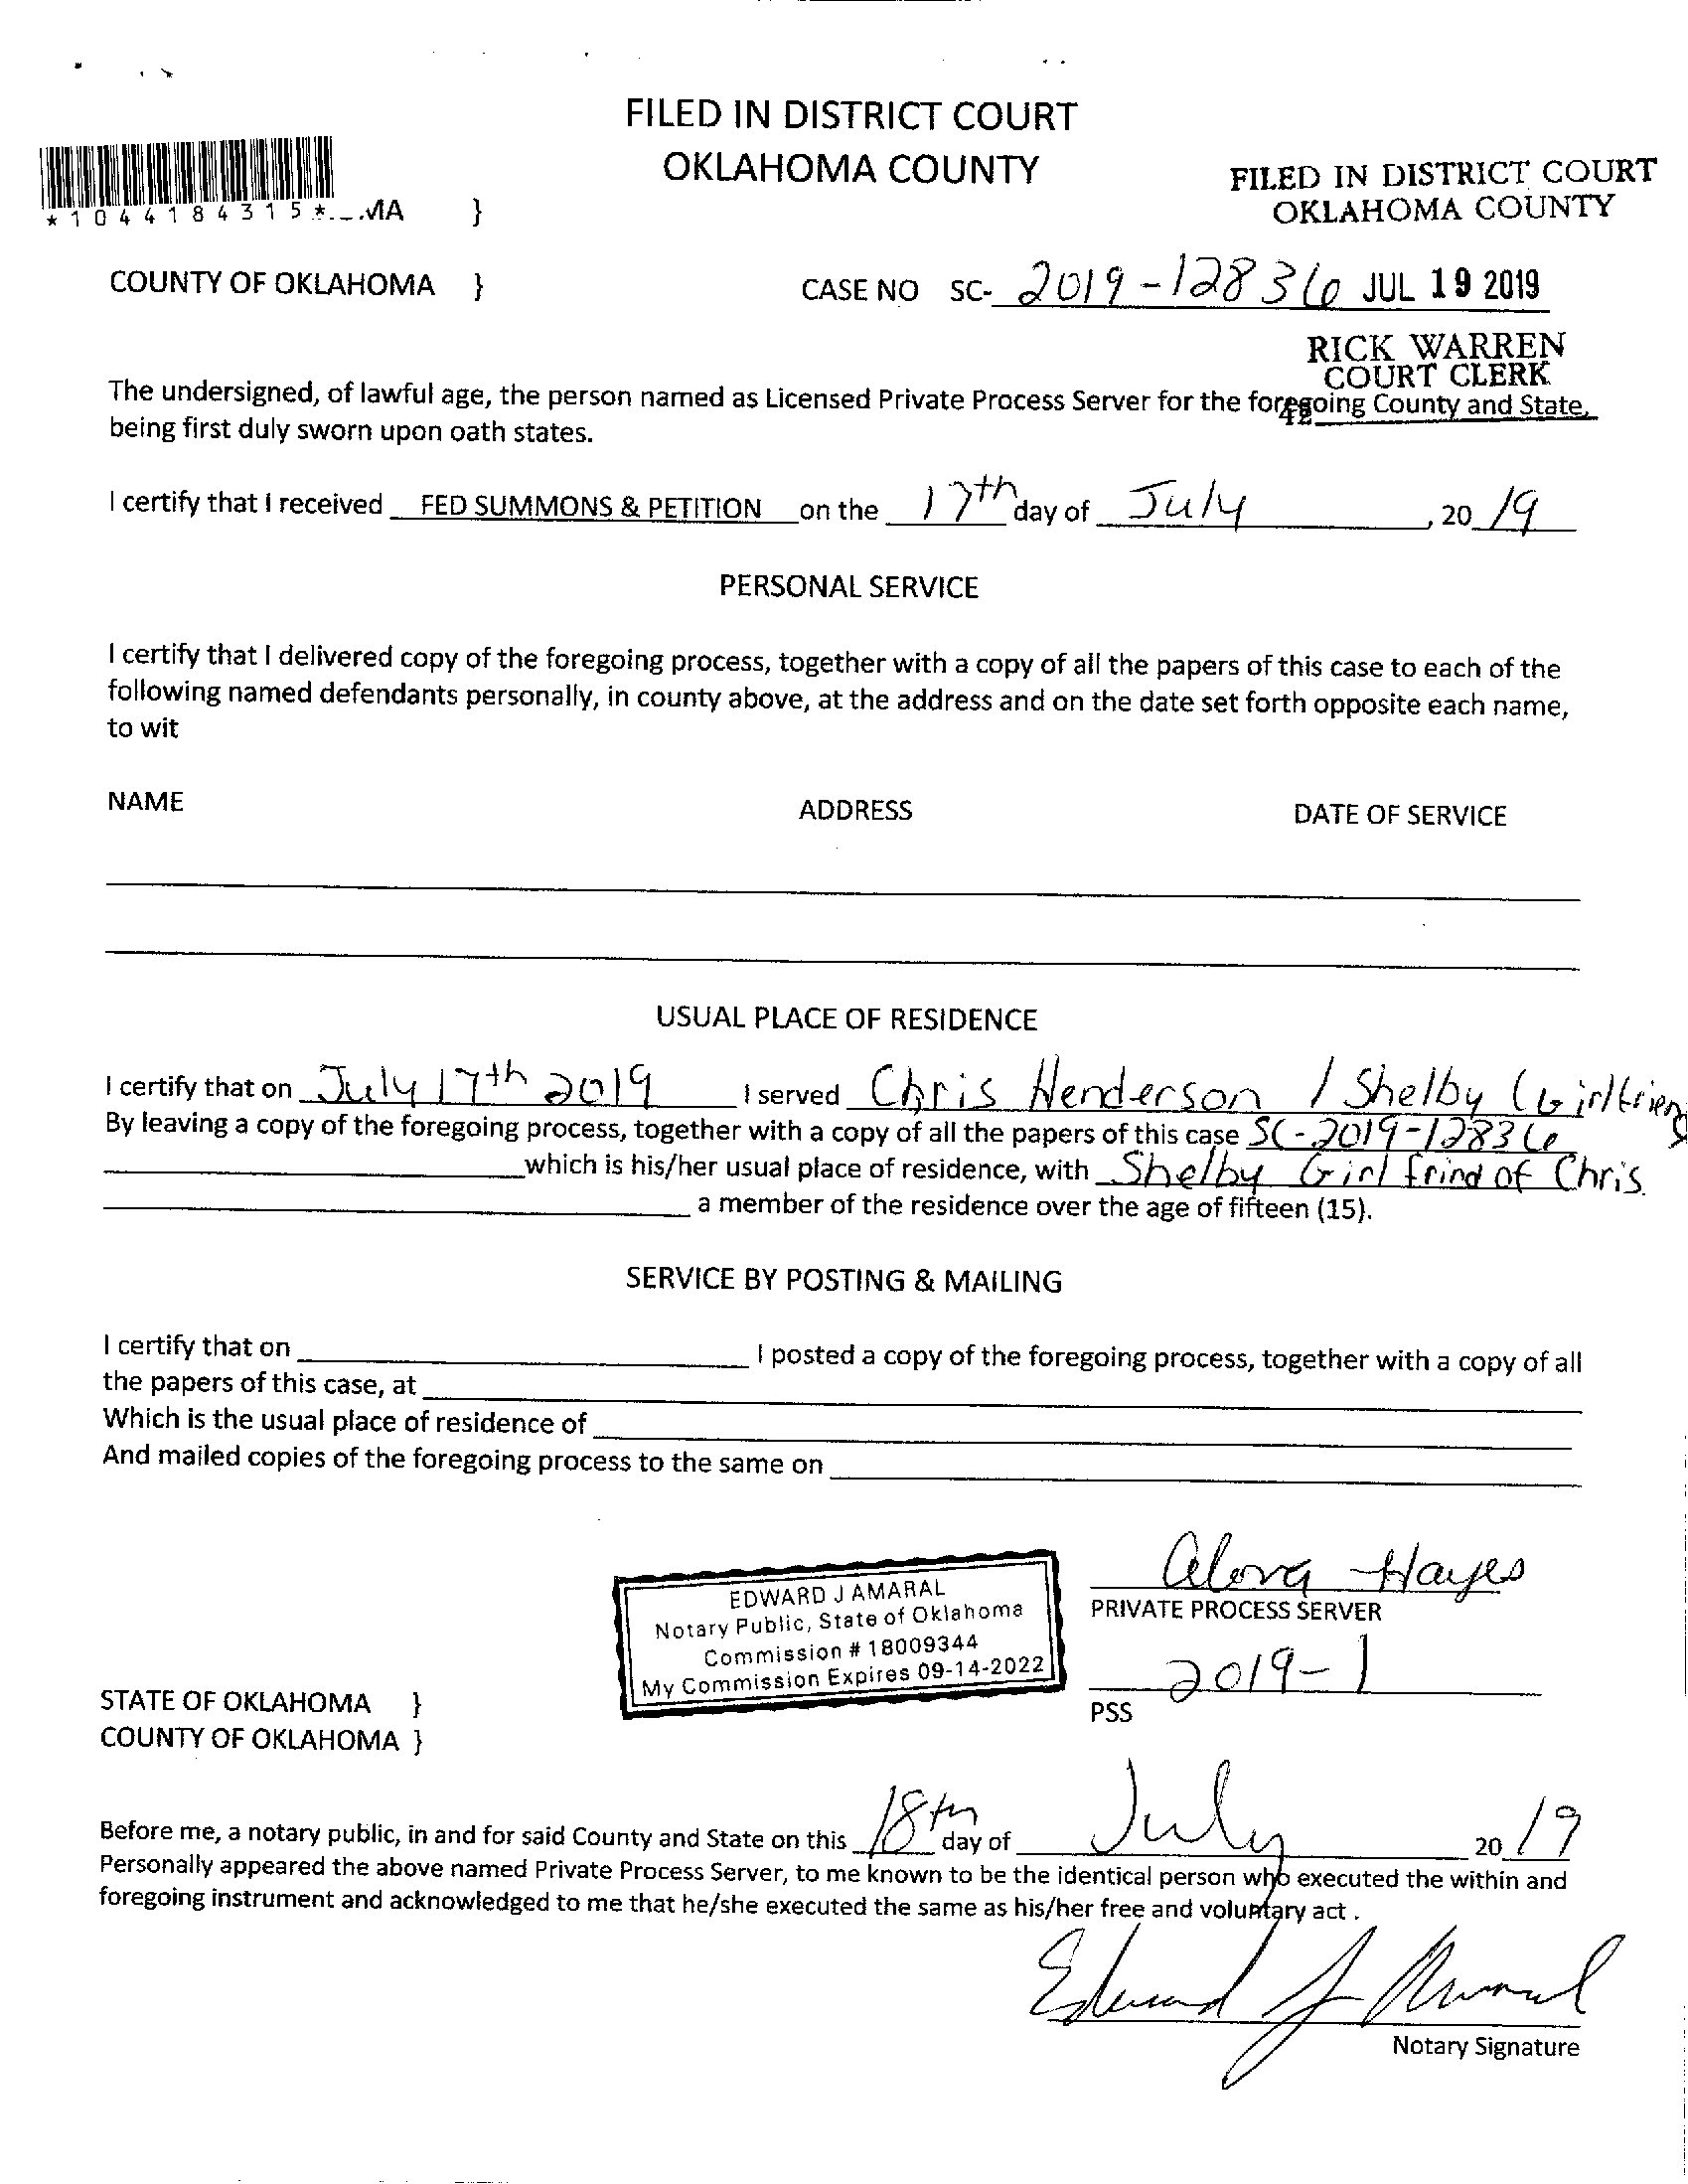 FILED IN DISTRICT COURT
OKLAHOMA COUNTY
FILED IN DISTRICT COURT
OKLAHOMA COUNTY
*1044184315* MA }
COUNTY OF OKLAHOMA } CASE NO SC- 2019-12836 JUL 19 2019
RICK WARREN
COURT CLERK
The undersigned, of lawful age, the person named as Licensed Private Process Server for the foregoing County and State,
42
being first duly sworn upon oath states.
I certify that I received FED SUMMONS & PETITION on the 17th day of July, 2019
PERSONAL SERVICE
I certify that I delivered copy of the foregoing process, together with a copy of all the papers of this case to each of the
following named defendants personally, in county above, at the address and on the date set forth opposite each name,
to wit
NAME ADDRESS DATE OF SERVICE
USUAL PLACE OF RESIDENCE
I certify that on July 17th 2019 I served Chris Henderson / Shelby (Girlfriend
By leaving a copy of the foregoing process, together with a copy of all the papers of this case SC-2019-12836
which is his/her usual place of residence, with Shelby Girl frind of Chris.
a member of the residence over the age of fifteen (15).
SERVICE BY POSTING & MAILING
I certify that on I posted a copy of the foregoing process, together with a copy of all
the papers of this case, at
Which is the usual place of residence of
And mailed copies of the foregoing process to the same on
Alova Hayes
PRIVATE PROCESS SERVER
EDWARD J AMARAL
Notary Public, State of Oklahoma
Commission # 18009344
My Commission Expires 09-14-2022
2019-1
PSS
STATE OF OKLAHOMA }
COUNTY OF OKLAHOMA }
Before me, a notary public, in and for said County and State on this 18th day of July 2019
Personally appeared the above named Private Process Server, to me known to be the identical person who executed the within and
foregoing instrument and acknowledged to me that he/she executed the same as his/her free and voluntary act .
Edward J Amaral
Notary Signature